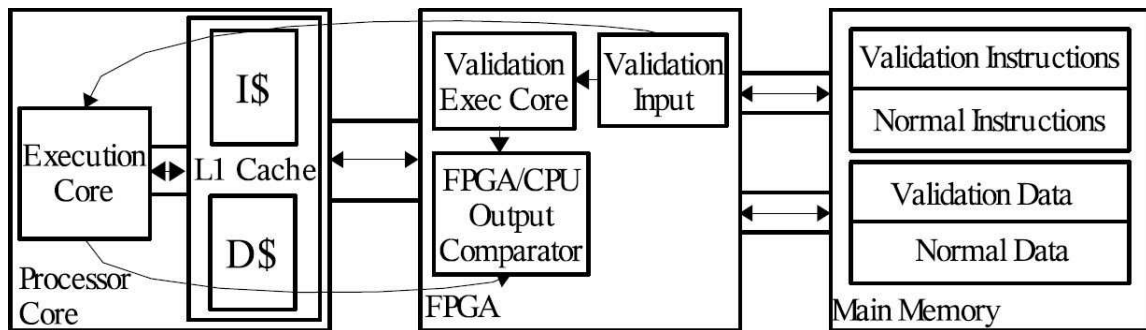 I$
Execution
Core
L1 Cache
D$
Processor
Core
Validation
Exec Core
Validation
Input
FPGA/CPU
Output
Comparator
FPGA
Validation Instructions
Normal Instructions
Validation Data
Normal Data
Main Memory